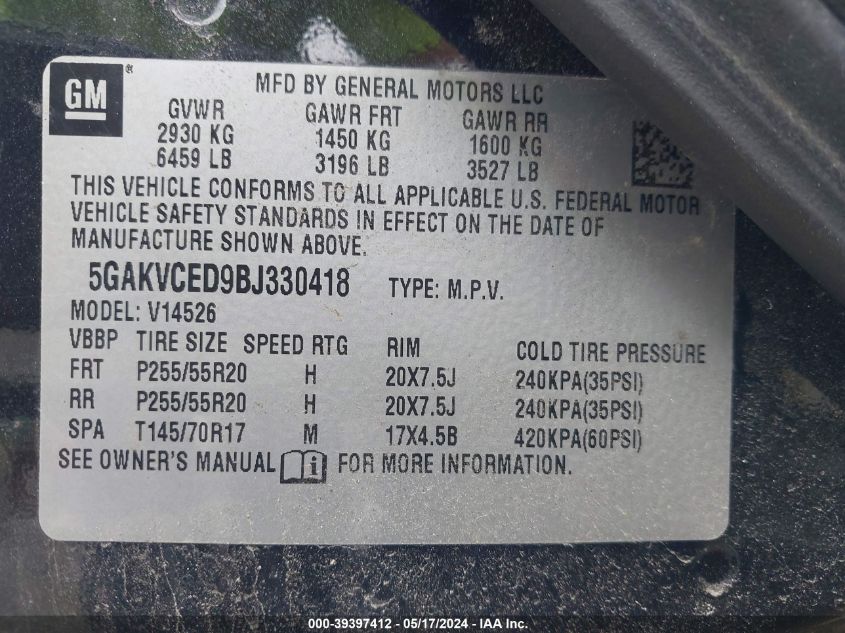 GM
MFD BY GENERAL MOTORS LLC
GVWR GAWR FRT GAWR RR
2930 KG 1450 KG 1600 KG
6459 LB 3196 LB 3527 LB
THIS VEHICLE CONFORMS TO ALL APPLICABLE U.S. FEDERAL MOTOR
VEHICLE SAFETY STANDARDS IN EFFECT ON THE DATE OF
MANUFACTURE SHOWN ABOVE.
5GAKVCED9BJ330418 TYPE: M.P.V.
MODEL: V14526
VBBP TIRE SIZE SPEED RTG RIM COLD TIRE PRESSURE
FRT P255/55R20 H 20X7.5J 240KPA(35PSI)
RR P255/55R20 H 20X7.5J 240KPA(35PSI)
SPA T145/70R17 M 17X4.5B 420KPA(60PSI)
SEE OWNER'S MANUAL i FOR MORE INFORMATION.
000-39397412 - 05/17/2024 - IAA Inc.